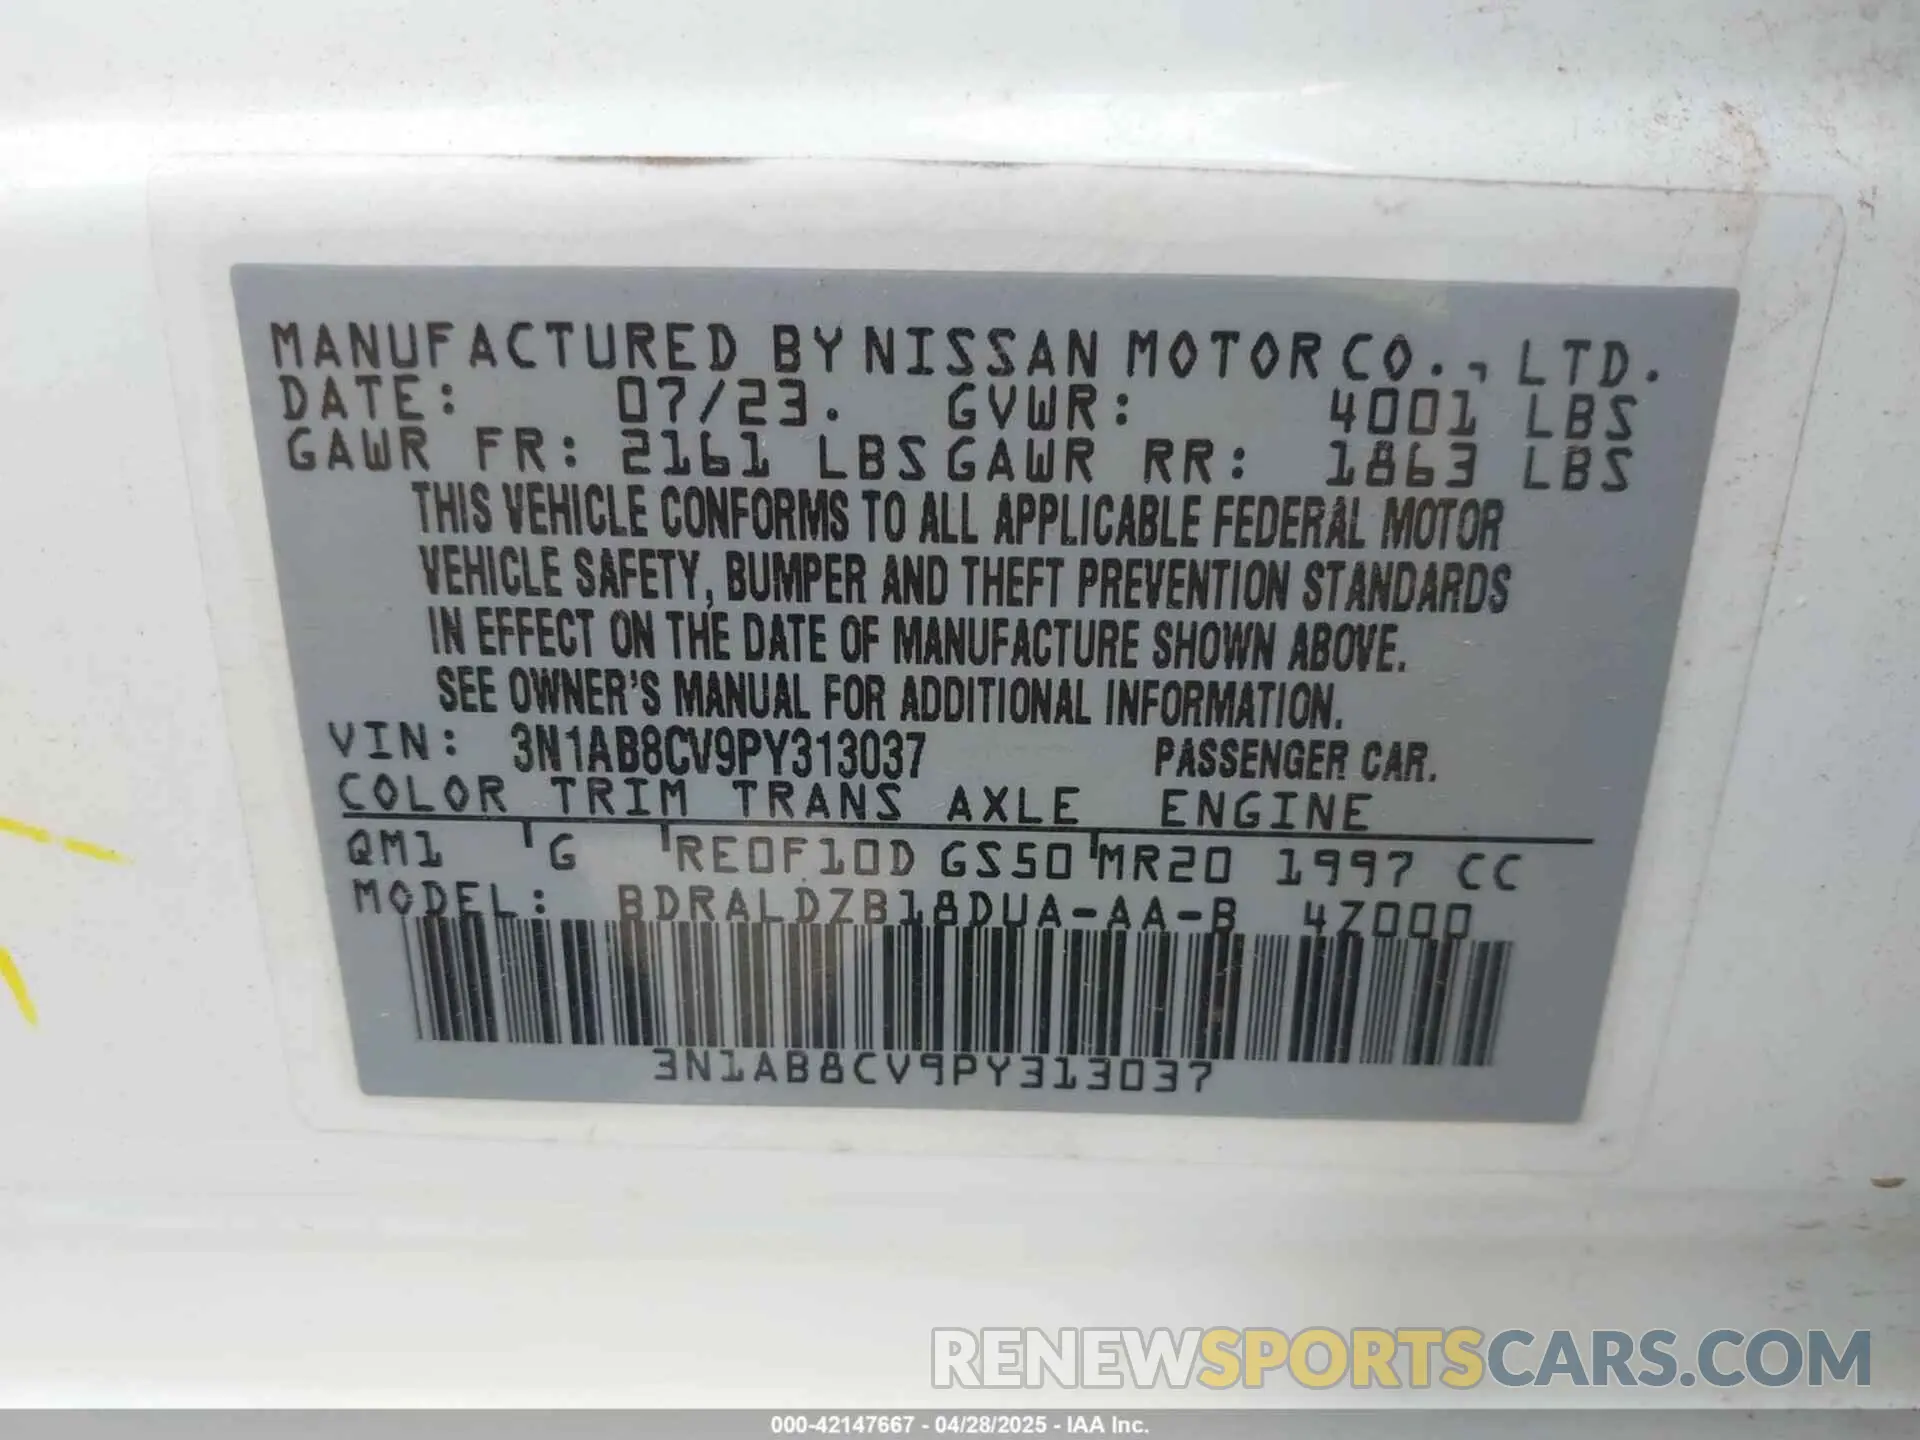 MANUFACTURED BY NISSAN MOTOR CO., LTD.
DATE: 07/23. GVWR: 4001 LBS
GAWR FR: 2161 LBS GAWR RR: 1863 LBS
THIS VEHICLE CONFORMS TO ALL APPLICABLE FEDERAL MOTOR
VEHICLE SAFETY, BUMPER AND THEFT PREVENTION STANDARDS
IN EFFECT ON THE DATE OF MANUFACTURE SHOWN ABOVE.
SEE OWNER'S MANUAL FOR ADDITIONAL INFORMATION.
VIN: 3N1AB8CV9PY313037 PASSENGER CAR.
COLOR TRIM TRANS AXLE ENGINE
QM1 G RE0F10D GS50 MR20 1997 CC
MODEL: BDRALDZB18DUA-AA-B 4Z000
3N1AB8CV9PY313037
RENEWSPORTSCARS.COM
000-42147667 - 04/28/2025 - IAA Inc.